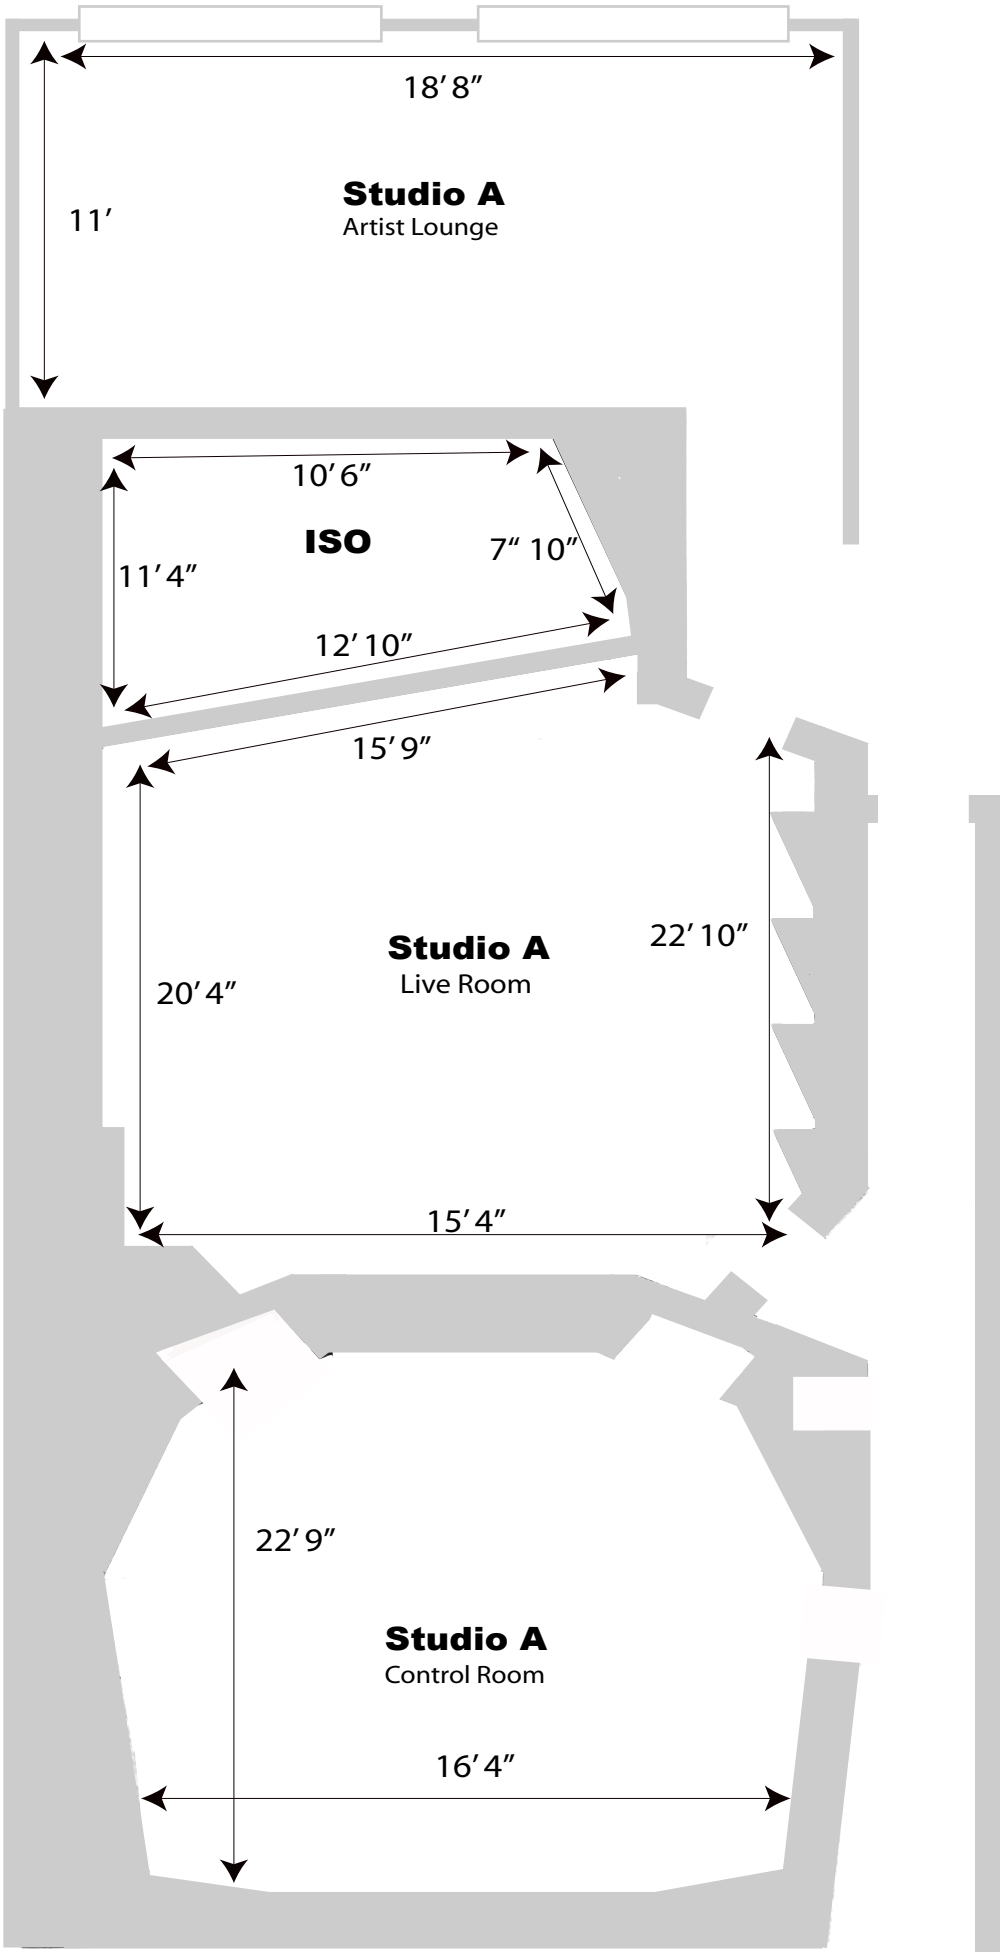 18’ 8”
Studio A
Artist Lounge
11’
10’ 6”
ISO
7“ 10”
11’ 4”
12’ 10”
15’ 9”
22’ 10”
Studio A
Live Room
20’ 4”
15’ 4”
22’ 9”
Studio A
Control Room
16’ 4”